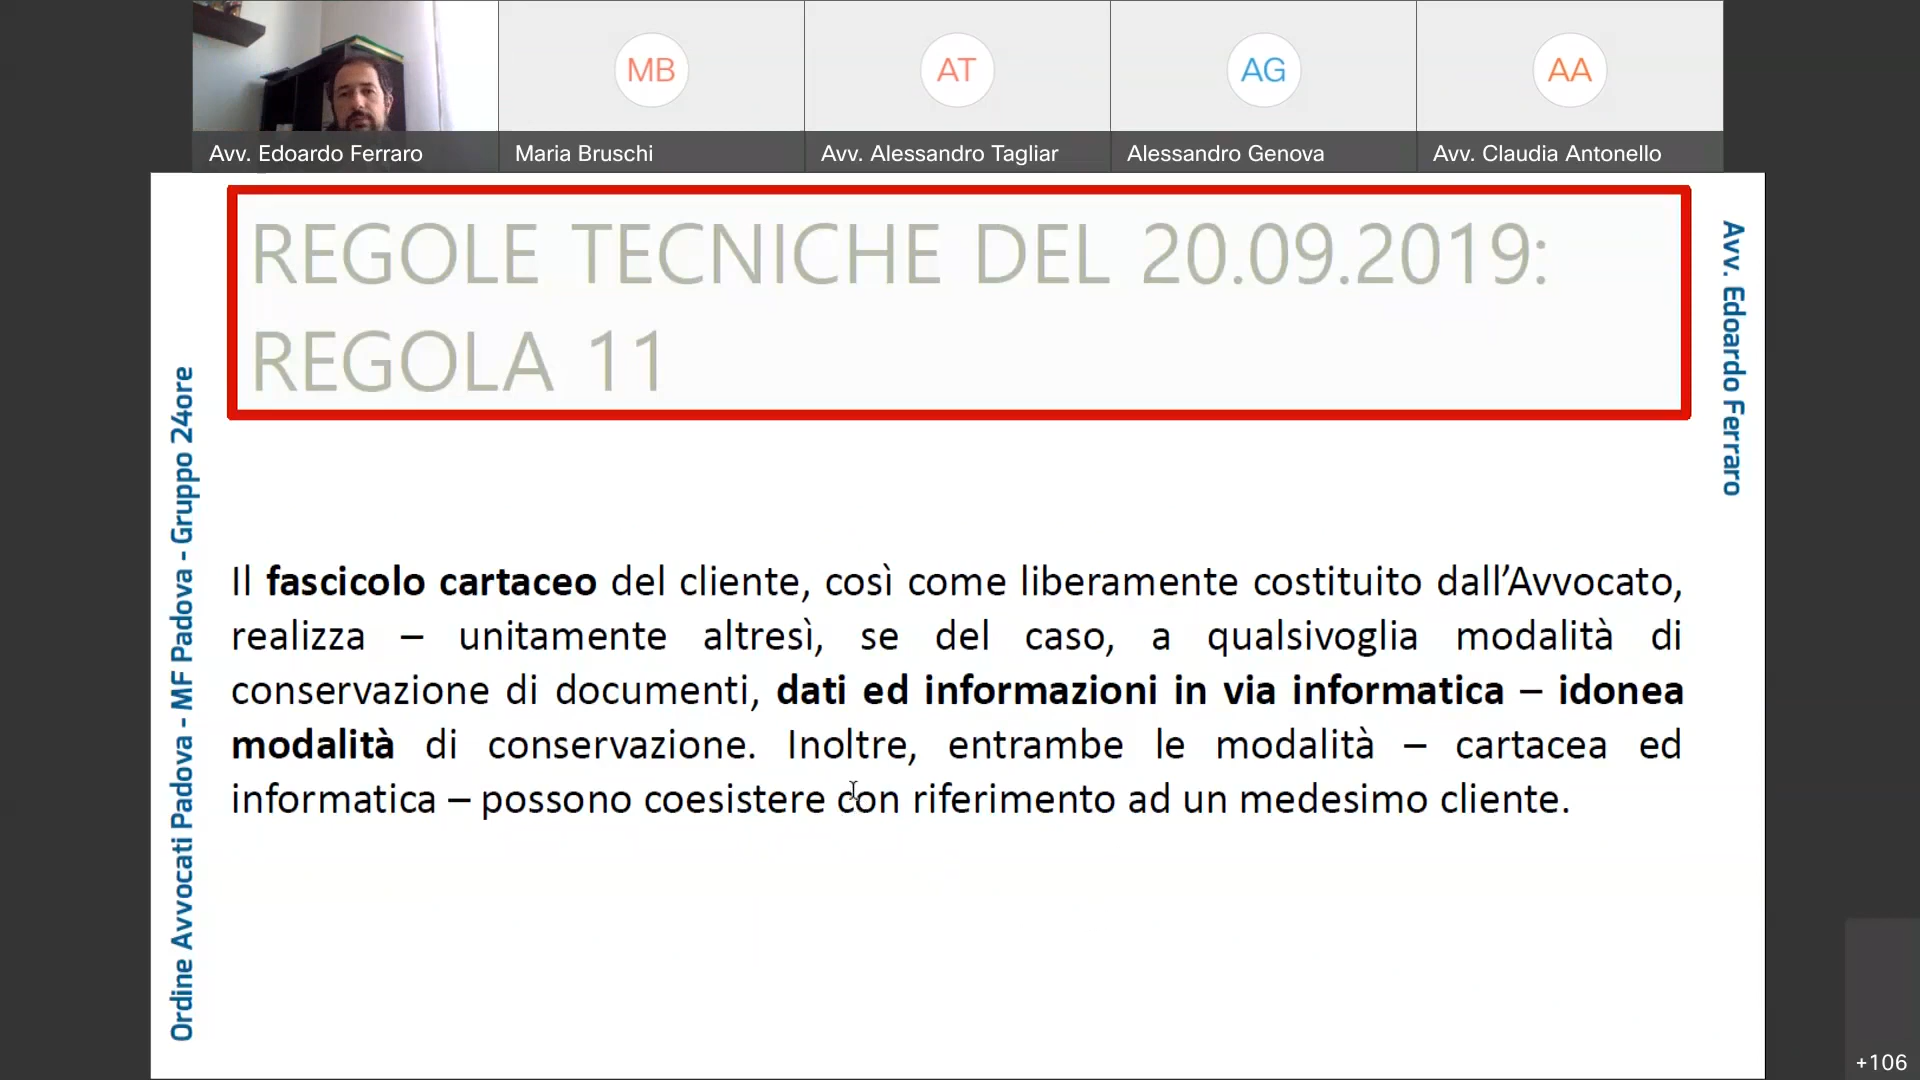 MB
AT
AG
AA
Avv. Edoardo Ferraro
Maria Bruschi
Avv. Alessandro Tagliar
Alessandro Genova
Avv. Claudia Antonello
REGOLE TECNICHE DEL 20.09.2019:
REGOLA 11
Avv. Edoardo Ferraro
Ordine Avvocati Padova - MF Padova - Gruppo 24ore
Il fascicolo cartaceo del cliente, così come liberamente costituito dall’Avvocato,
realizza – unitamente altresì, se del caso, a qualsivoglia modalità di
conservazione di documenti, dati ed informazioni in via informatica – idonea
modalità di conservazione. Inoltre, entrambe le modalità – cartacea ed
informatica – possono coesistere con riferimento ad un medesimo cliente.
+106